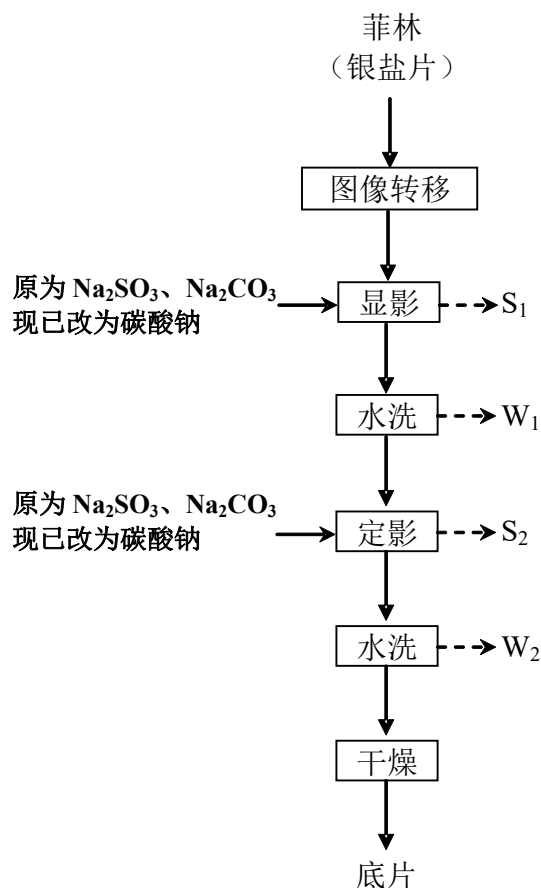 菲林
（银盐片）
图像转移
原为 Na₂SO₃、Na₂CO₃
现已改为碳酸钠
显影
S₁
水洗
W₁
原为 Na₂SO₃、Na₂CO₃
现已改为碳酸钠
定影
S₂
水洗
W₂
干燥
底片